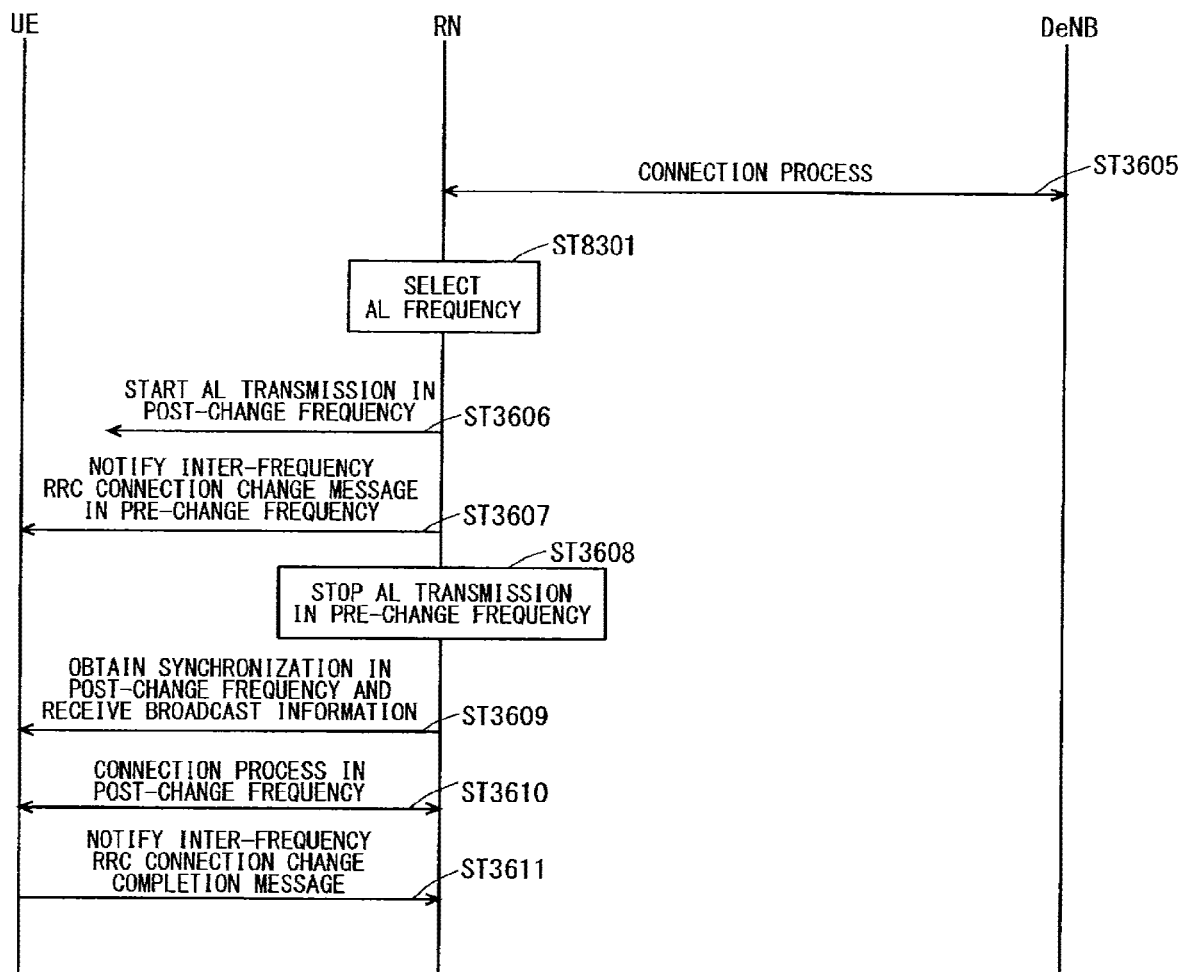 UE
RN
DeNB
CONNECTION PROCESS
ST3605
ST8301
SELECT
AL FREQUENCY
START AL TRANSMISSION IN
POST-CHANGE FREQUENCY
ST3606
NOTIFY INTER-FREQUENCY
RRC CONNECTION CHANGE MESSAGE
IN PRE-CHANGE FREQUENCY
ST3607
ST3608
STOP AL TRANSMISSION
IN PRE-CHANGE FREQUENCY
OBTAIN SYNCHRONIZATION IN
POST-CHANGE FREQUENCY AND
RECEIVE BROADCAST INFORMATION
ST3609
CONNECTION PROCESS IN
POST-CHANGE FREQUENCY
ST3610
NOTIFY INTER-FREQUENCY
RRC CONNECTION CHANGE
COMPLETION MESSAGE
ST3611